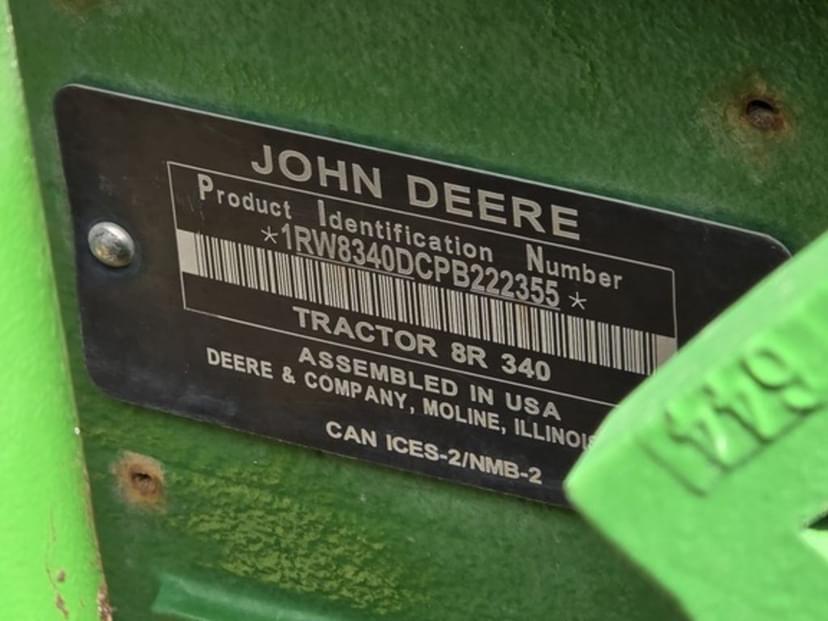 JOHN DEERE
Product Identification Number
*1RW8340DCPB222355*
TRACTOR 8R 340
ASSEMBLED IN USA
DEERE & COMPANY, MOLINE, ILLINOIS
CAN ICES-2/NMB-2